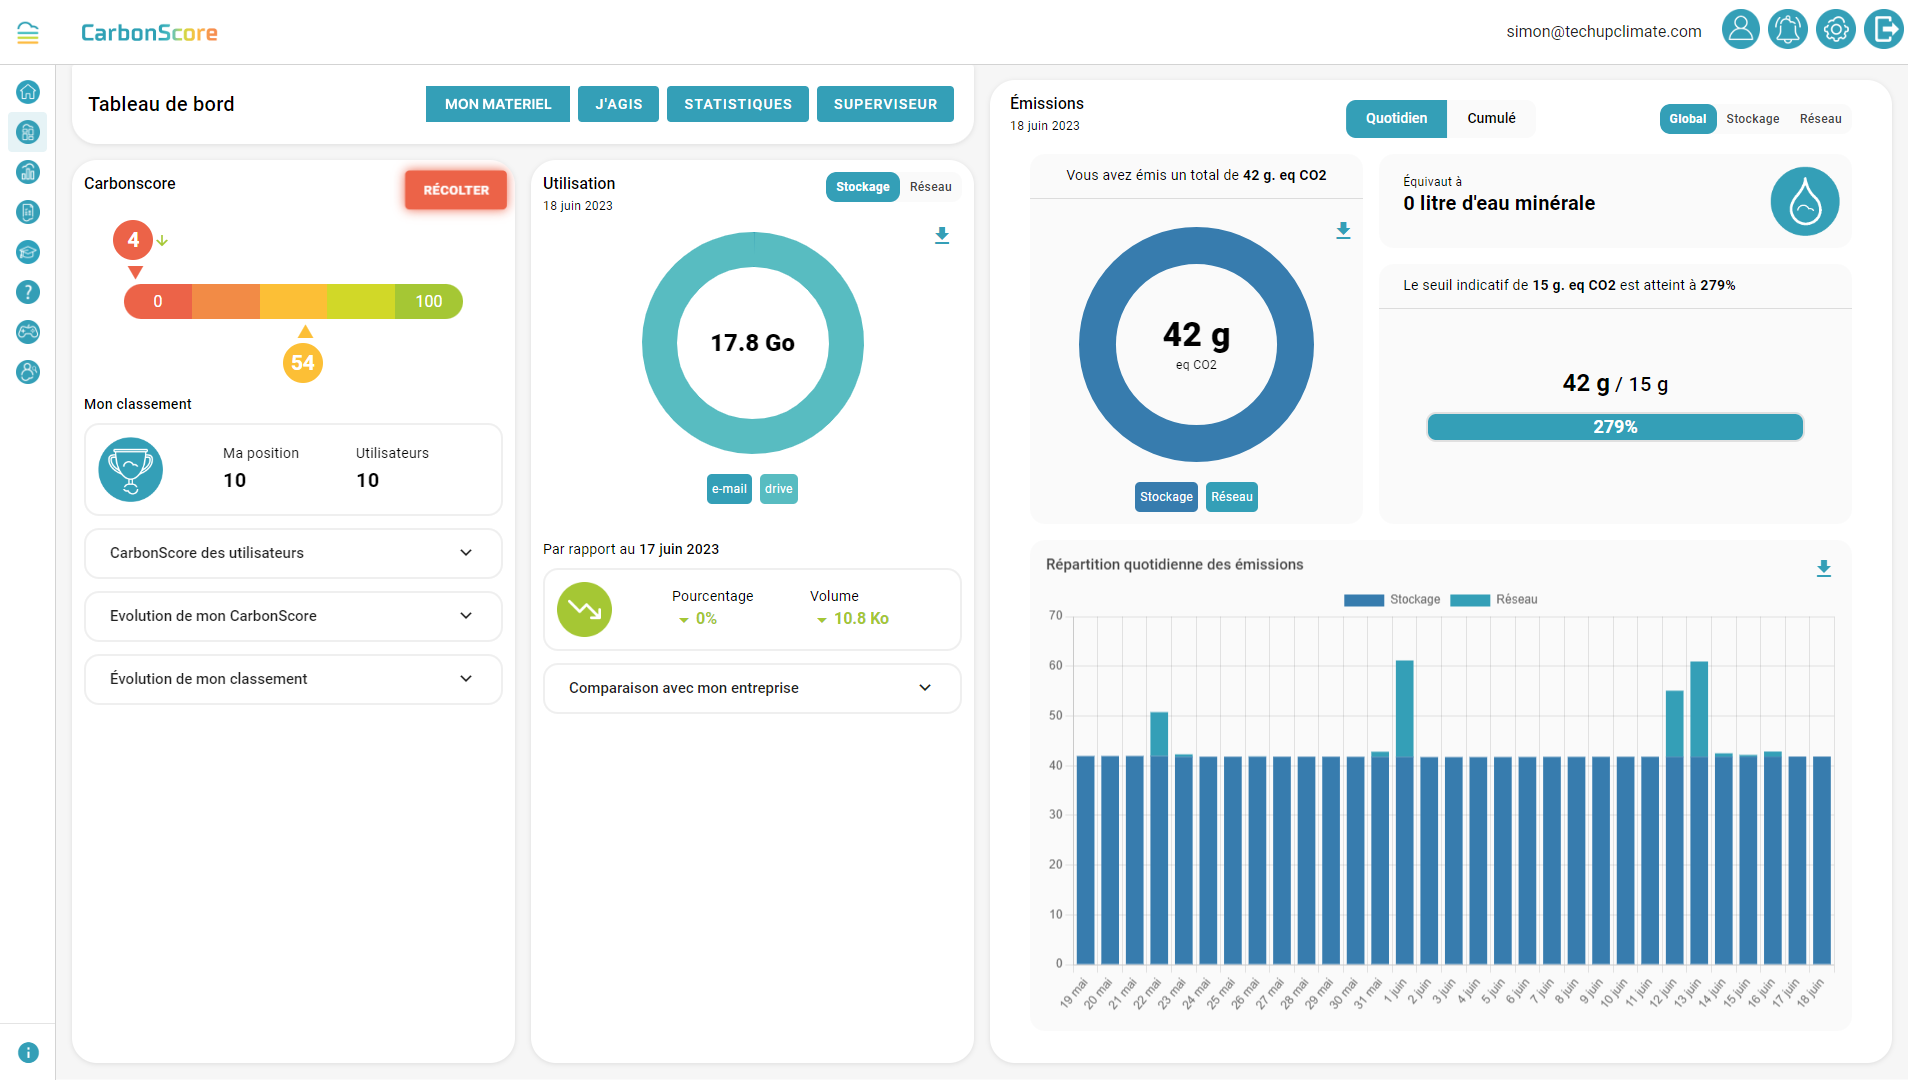 CarbonScore
simon@techupclimate.com
Tableau de bord
MON MATERIEL
J'AGIS
STATISTIQUES
SUPERVISEUR
Carbonscore
RÉCOLTER
4
0
100
54
Mon classement
Ma position
10
Utilisateurs
10
CarbonScore des utilisateurs
Evolution de mon CarbonScore
Évolution de mon classement
Utilisation
18 juin 2023
Stockage
Réseau
17.8 Go
e-mail
drive
Par rapport au 17 juin 2023
Pourcentage
0%
Volume
10.8 Ko
Comparaison avec mon entreprise
Émissions
18 juin 2023
Quotidien
Cumulé
Global
Stockage
Réseau
Vous avez émis un total de 42 g. eq CO2
42 g
eq CO2
Stockage
Réseau
Équivaut à
0 litre d'eau minérale
Le seuil indicatif de 15 g. eq CO2 est atteint à 279%
42 g / 15 g
279%
Répartition quotidienne des émissions
Stockage
Réseau
70
60
50
40
30
20
10
0
19 mai
20 mai
21 mai
22 mai
23 mai
24 mai
25 mai
26 mai
27 mai
28 mai
29 mai
30 mai
31 mai
1 juin
2 juin
3 juin
4 juin
5 juin
6 juin
7 juin
8 juin
9 juin
10 juin
11 juin
12 juin
13 juin
14 juin
15 juin
16 juin
17 juin
18 juin